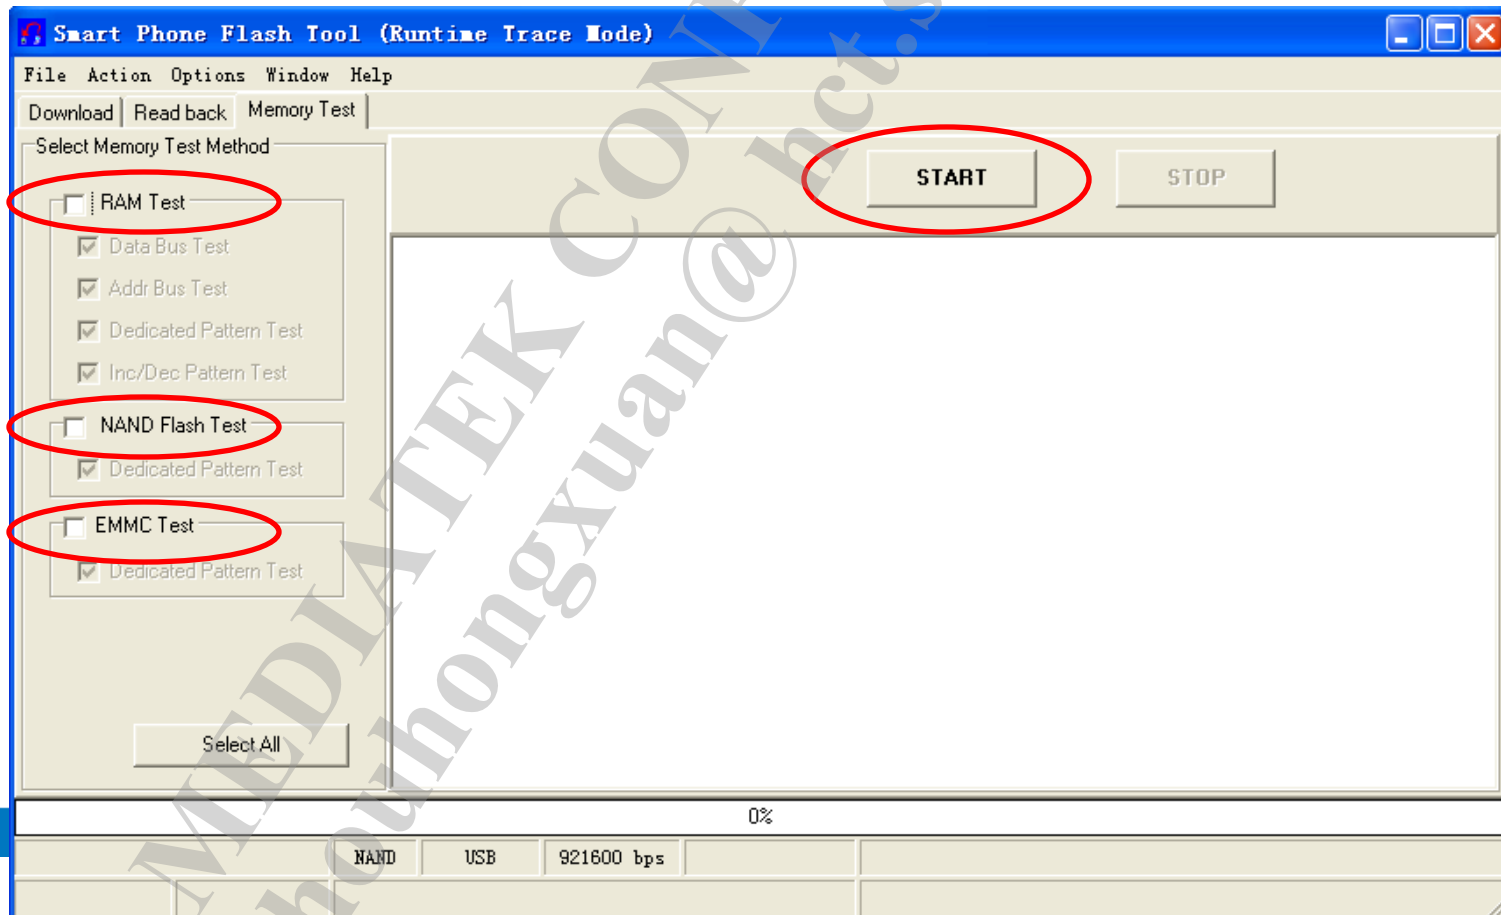 Smart Phone Flash Tool (Runtime Trace Mode)
File Action Options Window Help
Download Read back Memory Test
Select Memory Test Method
START STOP
RAM Test
Data Bus Test
Addr Bus Test
Dedicated Pattern Test
Inc/Dec Pattern Test
NAND Flash Test
Dedicated Pattern Test
EMMC Test
Dedicated Pattern Test
Select All
0%
NAND USB 921600 bps
MEDIATEK CON
houhongxuan@hct.s